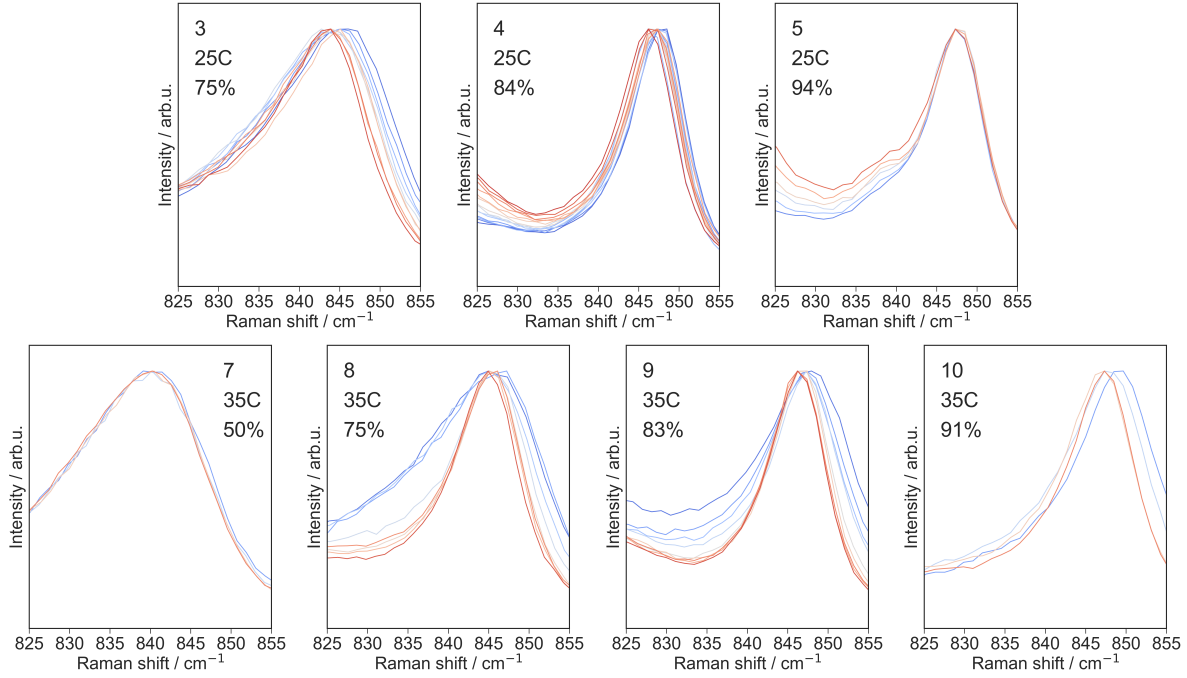 3
25C
75%
Intensity / arb.u.
825 830 835 840 845 850 855
Raman shift / cm⁻¹
4
25C
84%
Intensity / arb.u.
825 830 835 840 845 850 855
Raman shift / cm⁻¹
5
25C
94%
Intensity / arb.u.
825 830 835 840 845 850 855
Raman shift / cm⁻¹
7
35C
50%
Intensity / arb.u.
825 830 835 840 845 850 855
Raman shift / cm⁻¹
8
35C
75%
Intensity / arb.u.
825 830 835 840 845 850 855
Raman shift / cm⁻¹
9
35C
83%
Intensity / arb.u.
825 830 835 840 845 850 855
Raman shift / cm⁻¹
10
35C
91%
Intensity / arb.u.
825 830 835 840 845 850 855
Raman shift / cm⁻¹